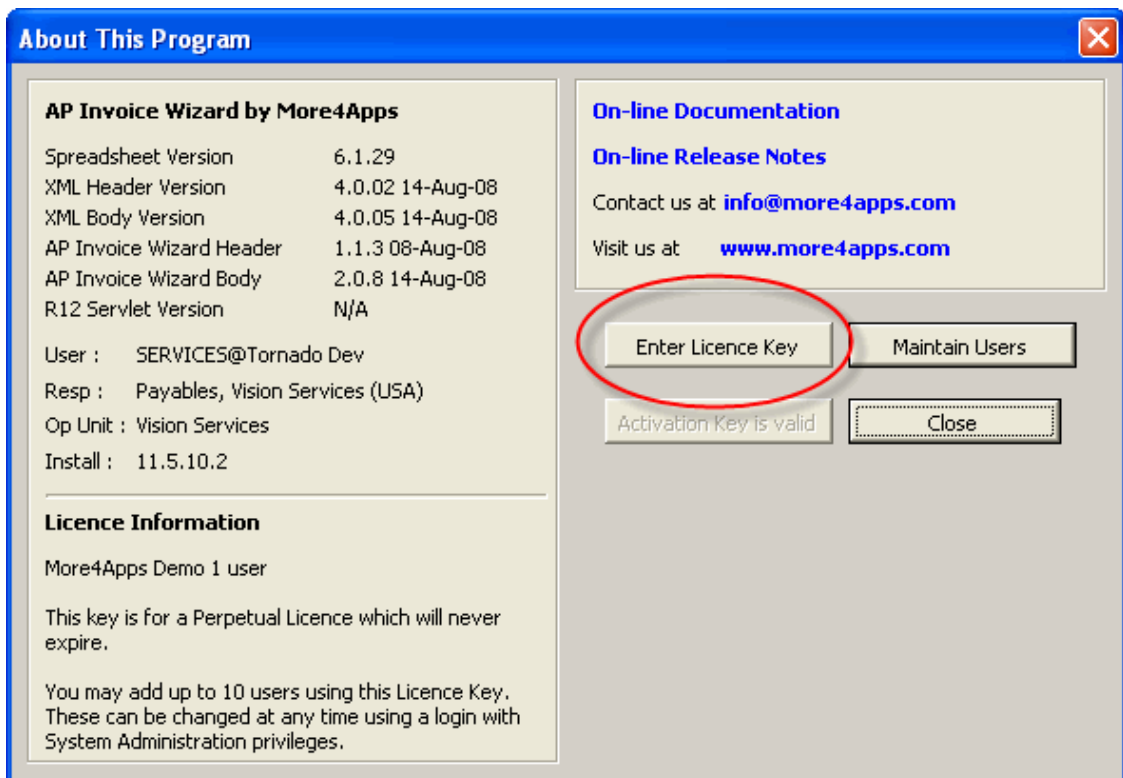 About This Program
AP Invoice Wizard by More4Apps
Spreadsheet Version 6.1.29
XML Header Version 4.0.02 14-Aug-08
XML Body Version 4.0.05 14-Aug-08
AP Invoice Wizard Header 1.1.3 08-Aug-08
AP Invoice Wizard Body 2.0.8 14-Aug-08
R12 Servlet Version N/A
User : SERVICES@Tornado Dev
Resp : Payables, Vision Services (USA)
Op Unit : Vision Services
Install : 11.5.10.2
Licence Information
More4Apps Demo 1 user
This key is for a Perpetual Licence which will never
expire.
You may add up to 10 users using this Licence Key.
These can be changed at any time using a login with
System Administration privileges.
On-line Documentation
On-line Release Notes
Contact us at info@more4apps.com
Visit us at www.more4apps.com
Enter Licence Key Maintain Users
Activation Key is valid Close